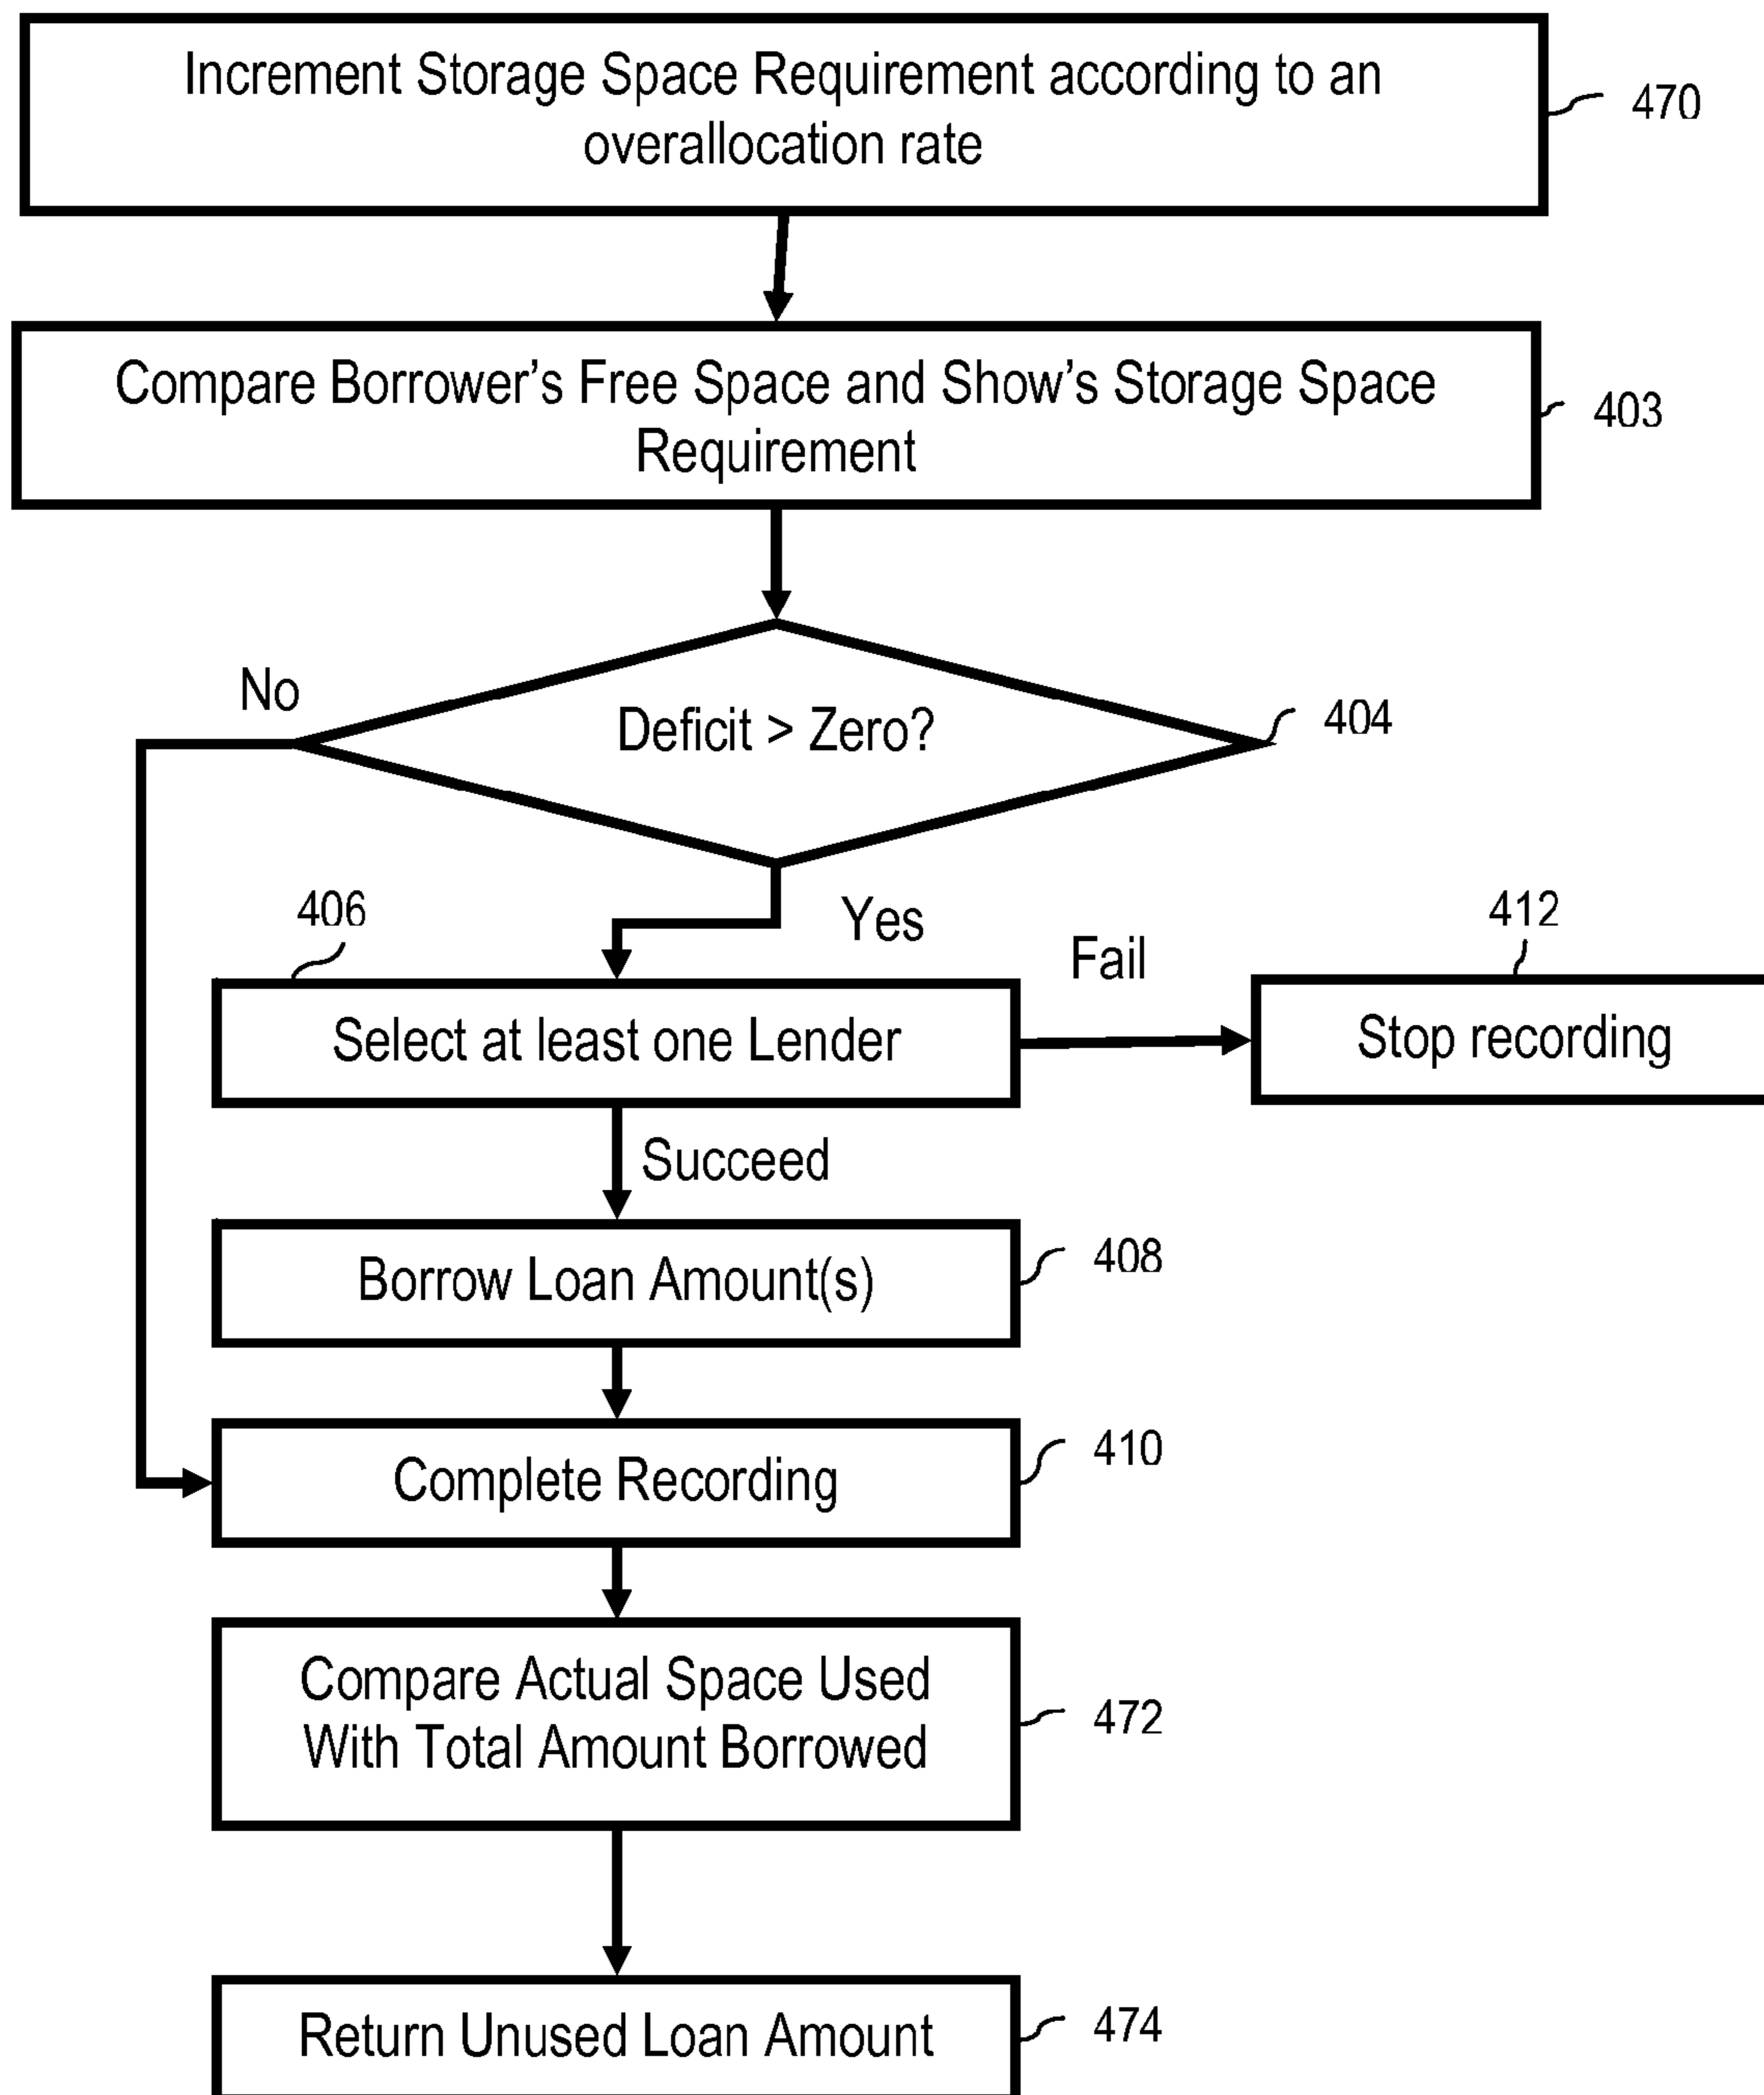 Increment Storage Space Requirement according to an
overallocation rate
470
Compare Borrower’s Free Space and Show’s Storage Space
Requirement
403
No
Deficit > Zero?
404
406
Yes
Fail
412
Select at least one Lender
Stop recording
Succeed
Borrow Loan Amount(s)
408
Complete Recording
410
Compare Actual Space Used
With Total Amount Borrowed
472
Return Unused Loan Amount
474